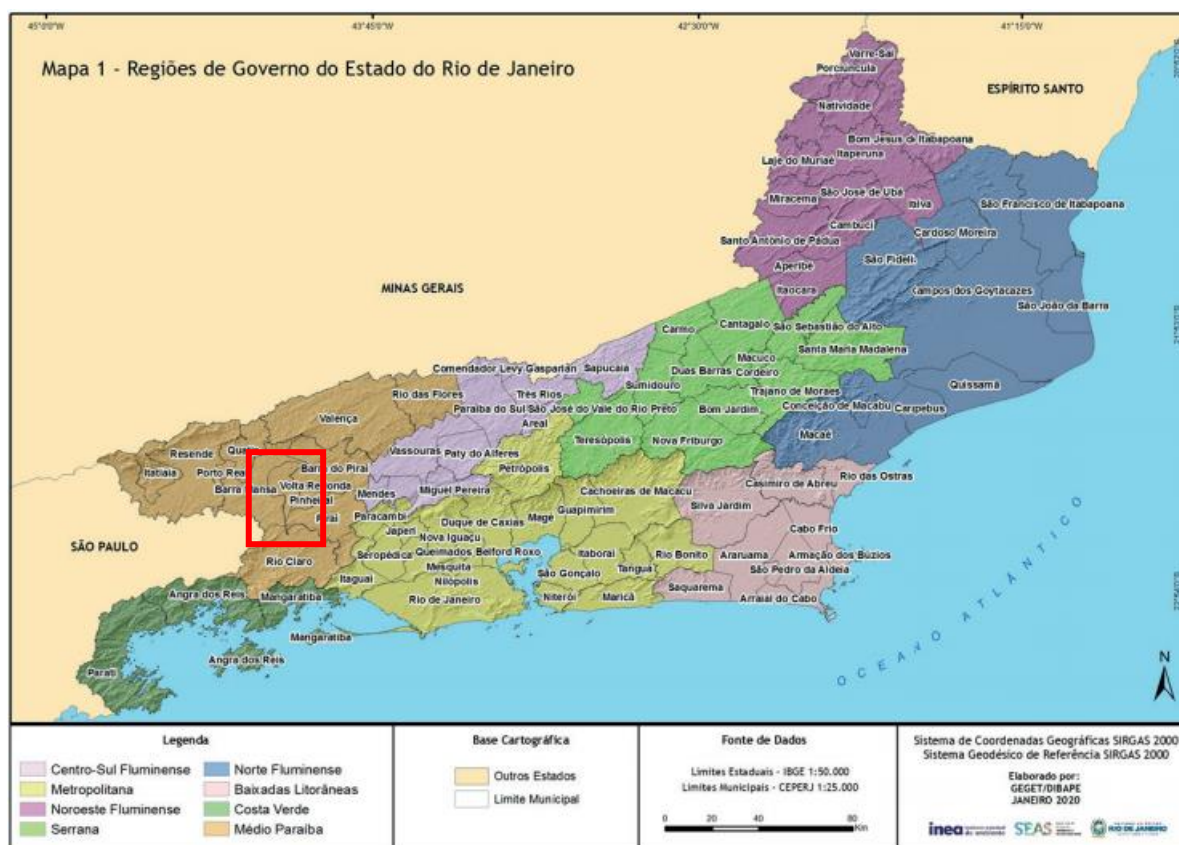 45°0'0"W 43°45'0"W 42°30'0"W 41°15'0"W
Mapa 1 - Regiões de Governo do Estado do Rio de Janeiro
ESPÍRITO SANTO
MINAS GERAIS
SÃO PAULO
Varre-Sai
Porciúncula
Natividade
Bom Jesus de Itabapoana
Itaperuna
Laje do Muriaé
São José de Ubá
Miracema
Italva
São Francisco de Itabapoana
Cambuci
Cardoso Moreira
Santo Antônio de Pádua
São Fideli
Aperibé
Itaocara
Campos dos Goytacazes
São João da Barra
Carmo
Cantagalo
São Sebastião do Alto
Macuco
Santa Maria Madalena
Comendador Levy Gasparian
Sapucaia
Duas Barras
Cordeiro
Sumidouro
Trajano de Moraes
Quissamã
Rio das Flores
Três Rios
Paraíba do Sul
São José do Vale do Rio Preto
Bom Jardim
Conceição de Macabu
Carapebus
Valença
Areal
Macaé
Vassouras
Paty do Alferes
Teresópolis
Nova Friburgo
Resende
Quatis
Itatiaia
Porto Real
Barra do Piraí
Petrópolis
Rio das Ostras
Volta Redonda
Barra Mansa
Pinheiral
Mendes
Miguel Pereira
Cachoeiras de Macacu
Casimiro de Abreu
Silva Jardim
Piraí
Paracambi
Japeri
Duque de Caxias
Magé
Guapimirim
Cabo Frio
Nova Iguaçu
Seropédica
Queimados
Belford Roxo
Itaboraí
Rio Bonito
Araruama
Armação dos Búzios
Rio Claro
Mesquita
São Gonçalo
Tanguá
São Pedro da Aldeia
Itaguaí
Nilópolis
Saquarema
Angra dos Reis
Mangaratiba
Rio de Janeiro
Niterói
Maricá
Arraial do Cabo
Mangaratiba
Angra dos Reis
Parati
OCEANO ATLÂNTICO
N
Legenda
Centro-Sul Fluminense
Metropolitana
Noroeste Fluminense
Serrana
Norte Fluminense
Baixadas Litorâneas
Costa Verde
Médio Paraíba
Base Cartográfica
Outros Estados
Limite Municipal
Fonte de Dados
Limites Estaduais - IBGE 1:50.000
Limites Municipais - CEPERJ 1:25.000
0 20 40 80
Km
Sistema de Coordenadas Geográficas SIRGAS 2000
Sistema Geodésico de Referência SIRGAS 2000
Elaborado por:
GEGET/DIBAPE
JANEIRO 2020
inea instituto estadual do ambiente
SEAS
RIO DE JANEIRO